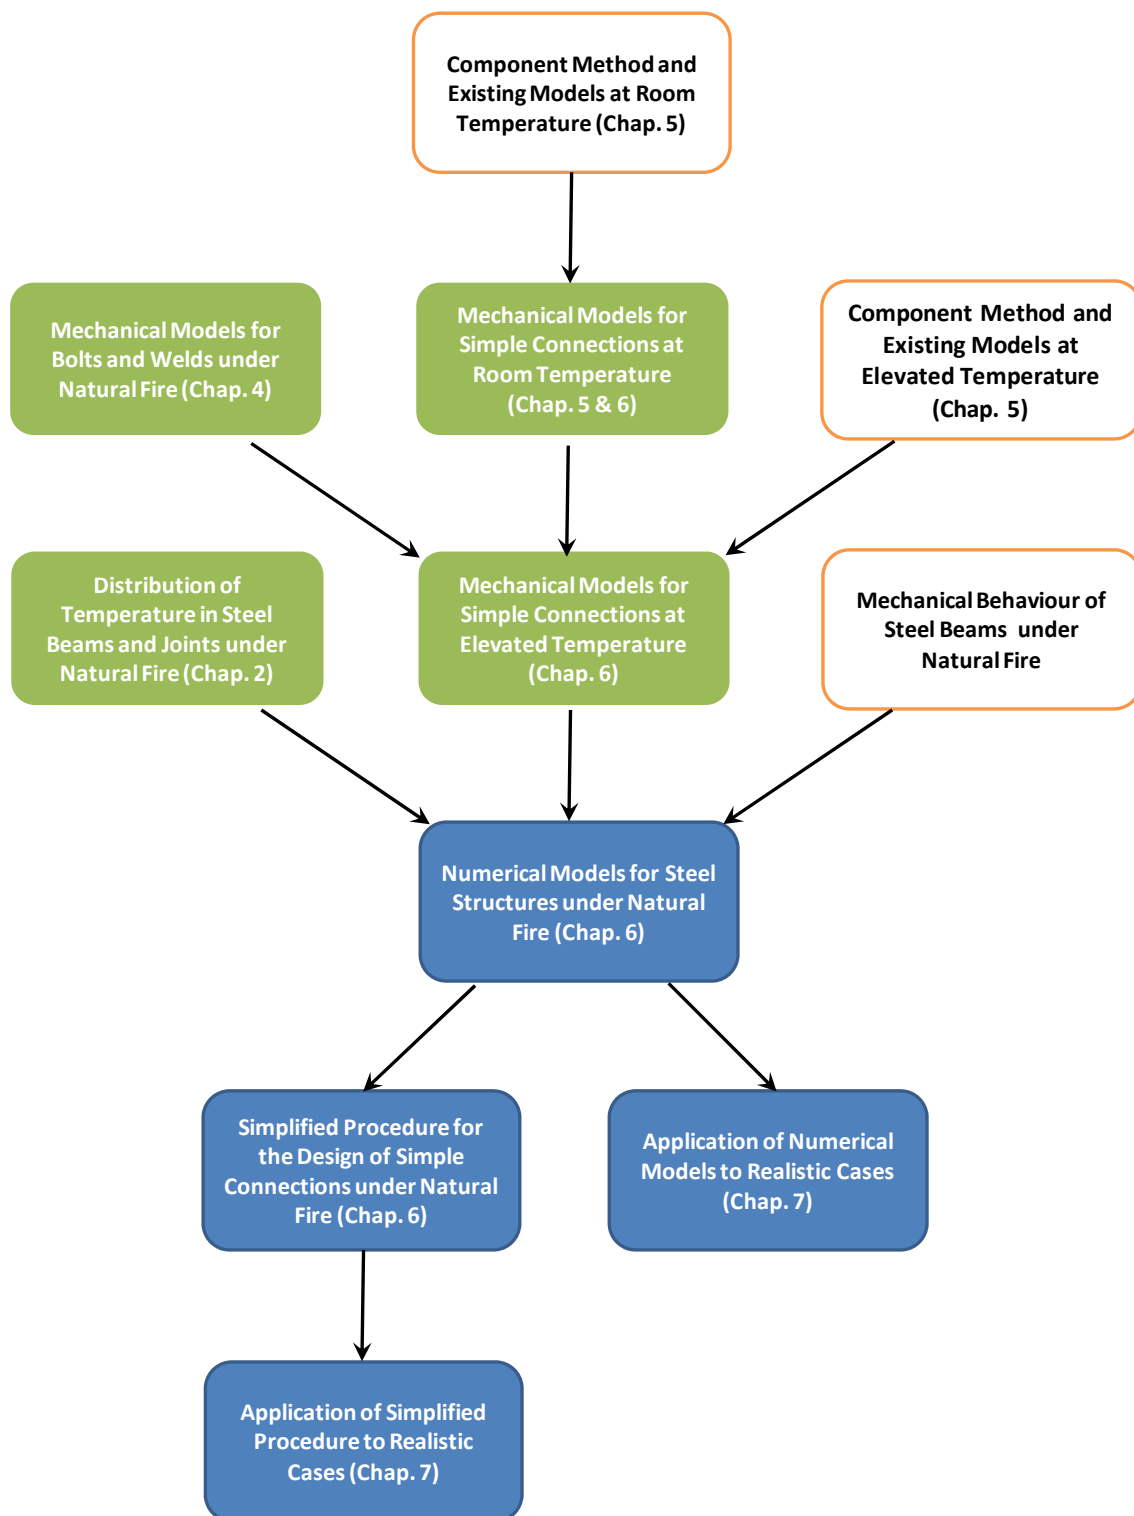 Component Method and
Existing Models at Room
Temperature (Chap. 5)
Mechanical Models for
Bolts and Welds under
Natural Fire (Chap. 4)
Mechanical Models for
Simple Connections at
Room Temperature
(Chap. 5 & 6)
Component Method and
Existing Models at
Elevated Temperature
(Chap. 5)
Distribution of
Temperature in Steel
Beams and Joints under
Natural Fire (Chap. 2)
Mechanical Models for
Simple Connections at
Elevated Temperature
(Chap. 6)
Mechanical Behaviour of
Steel Beams under
Natural Fire
Numerical Models for Steel
Structures under Natural
Fire (Chap. 6)
Simplified Procedure for
the Design of Simple
Connections under Natural
Fire (Chap. 6)
Application of Numerical
Models to Realistic Cases
(Chap. 7)
Application of Simplified
Procedure to Realistic
Cases (Chap. 7)